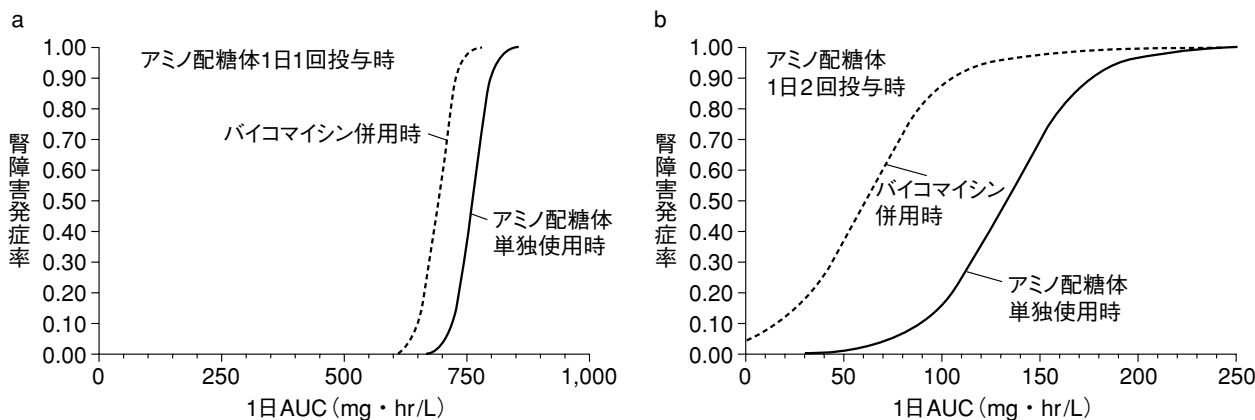 a
1.00
0.90
0.80
0.70
0.60
0.50
0.40
0.30
0.20
0.10
0.00
腎障害発症率
アミノ配糖体1日1回投与時
バイコマイシン併用時
アミノ配糖体
単独使用時
0
250
500
750
1,000
1日AUC（mg・hr/L）
b
1.00
0.90
0.80
0.70
0.60
0.50
0.40
0.30
0.20
0.10
0.00
腎障害発症率
アミノ配糖体
1日2回投与時
バイコマイシン
併用時
アミノ配糖体
単独使用時
0
50
100
150
200
250
1日AUC（mg・hr/L）